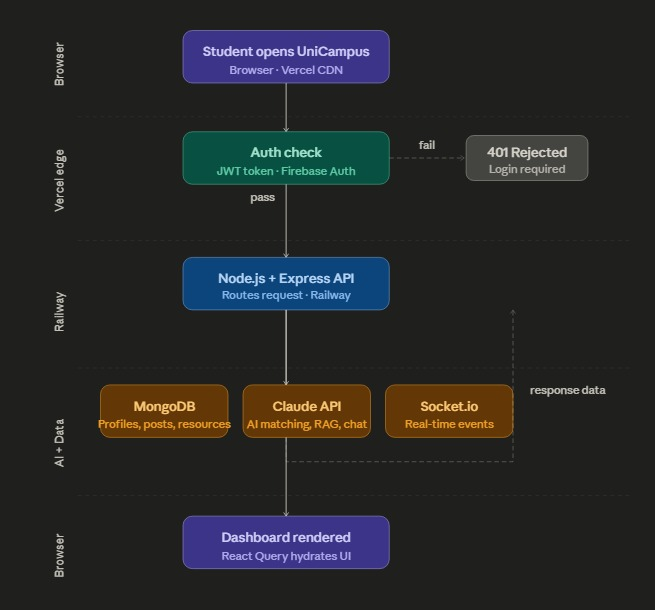 Browser
Student opens UniCampus
Browser · Vercel CDN
Vercel edge
Auth check
JWT token · Firebase Auth
fail
401 Rejected
Login required
pass
Railway
Node.js + Express API
Routes request · Railway
response data
AI + Data
MongoDB
Profiles, posts, resources
Claude API
AI matching, RAG, chat
Socket.io
Real-time events
Browser
Dashboard rendered
React Query hydrates UI